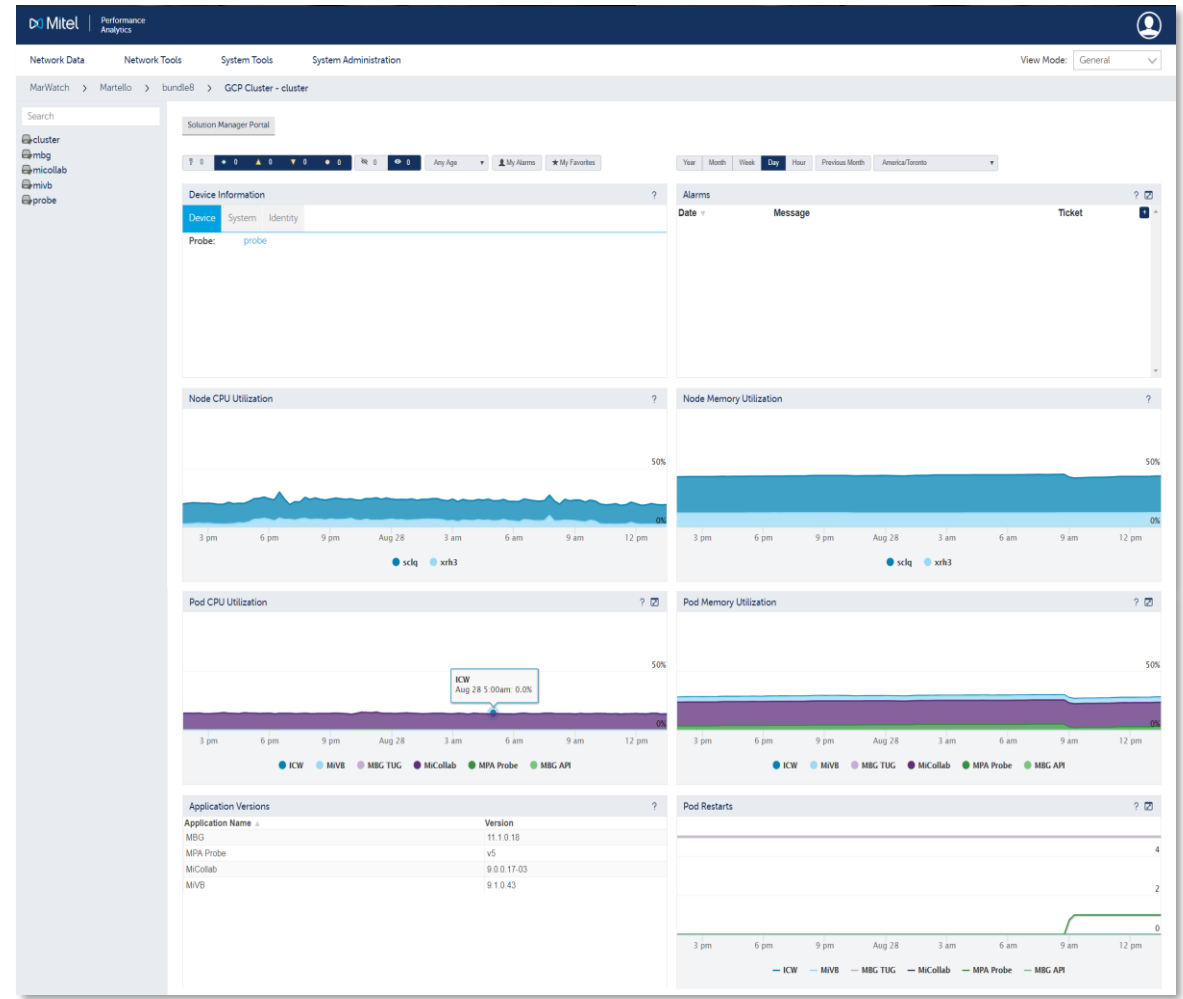 Mitel Performance Analytics
Network Data Network Tools System Tools System Administration View Mode: General
MarWatch > Martello > bundle8 > GCP Cluster - cluster
Search
cluster
mbg
micollab
mivb
probe
Solution Manager Portal
0 0 0 0 0 0 0 Any Age My Alarms My Favorites
Year Month Week Day Hour Previous Month America/Toronto
Device Information ?
Device System Identity
Probe: probe
Alarms ?
Date Message Ticket
Node CPU Utilization ?
50%
0%
3 pm 6 pm 9 pm Aug 28 3 am 6 am 9 am 12 pm
sclq xrh3
Node Memory Utilization ?
50%
0%
3 pm 6 pm 9 pm Aug 28 3 am 6 am 9 am 12 pm
sclq xrh3
Pod CPU Utilization ?
50%
ICW
Aug 28 5:00am: 0.0%
0%
3 pm 6 pm 9 pm Aug 28 3 am 6 am 9 am 12 pm
ICW MiVB MBG TUG MiCollab MPA Probe MBG API
Pod Memory Utilization ?
50%
0%
3 pm 6 pm 9 pm Aug 28 3 am 6 am 9 am 12 pm
ICW MiVB MBG TUG MiCollab MPA Probe MBG API
Application Versions ?
Application Name Version
MBG 11.1.0.18
MPA Probe v5
MiCollab 9.0.0.17-03
MiVB 9.1.0.43
Pod Restarts ?
4
2
0
3 pm 6 pm 9 pm Aug 28 3 am 6 am 9 am 12 pm
ICW MiVB MBG TUG MiCollab MPA Probe MBG API